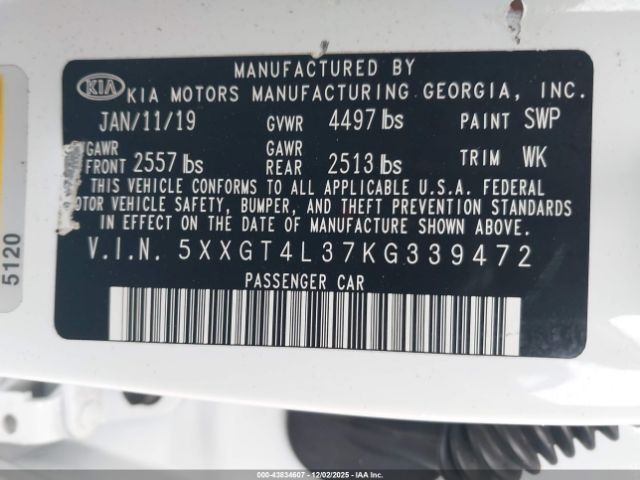 MANUFACTURED BY
KIA
KIA MOTORS MANUFACTURING GEORGIA, INC.
JAN/11/19 GVWR 4497 lbs PAINT SWP
GAWR FRONT 2557 lbs GAWR REAR 2513 lbs TRIM WK
THIS VEHICLE CONFORMS TO ALL APPLICABLE U.S.A. FEDERAL
MOTOR VEHICLE SAFETY, BUMPER, AND THEFT PREVENTION STANDARDS
IN EFFECT ON THE DATE OF MANUFACTURE SHOWN ABOVE.
V.I.N. 5XXGT4L37KG339472
PASSENGER CAR
5120
000-43834607 - 12/02/2025 - IAA Inc.